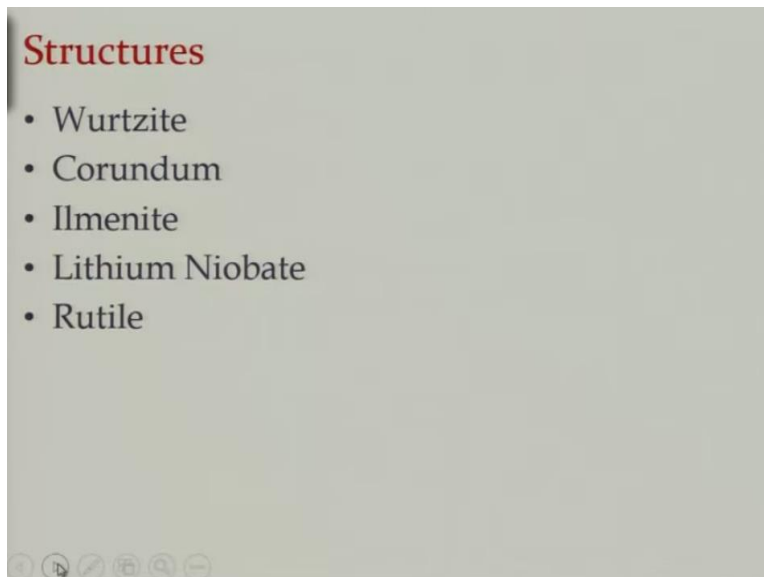 Structures
• Wurtzite
• Corundum
• Ilmenite
• Lithium Niobate
• Rutile